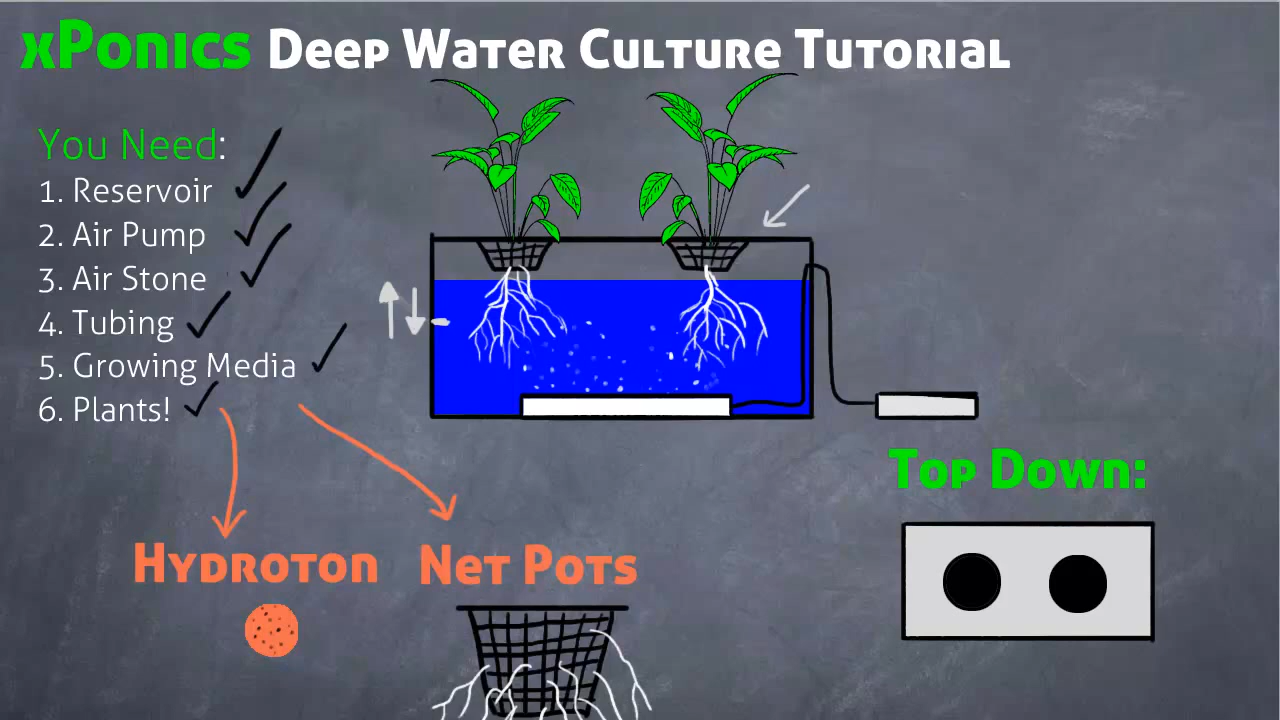 xPonics Deep Water Culture Tutorial
You Need:
1. Reservoir
2. Air Pump
3. Air Stone
4. Tubing
5. Growing Media
6. Plants!
Top Down:
Hydroton
Net Pots